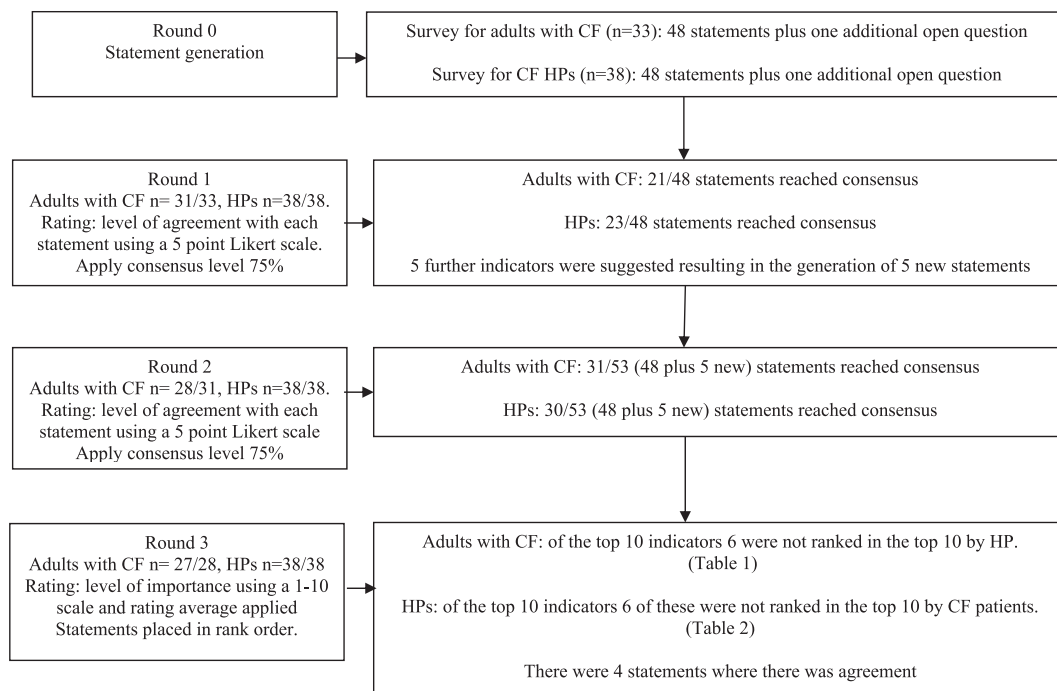 Round 0
Statement generation
Survey for adults with CF (n=33): 48 statements plus one additional open question
Survey for CF HPs (n=38): 48 statements plus one additional open question
Round 1
Adults with CF n= 31/33, HPs n=38/38.
Rating: level of agreement with each
statement using a 5 point Likert scale.
Apply consensus level 75%
Adults with CF: 21/48 statements reached consensus
HPs: 23/48 statements reached consensus
5 further indicators were suggested resulting in the generation of 5 new statements
Round 2
Adults with CF n= 28/31, HPs n=38/38.
Rating: level of agreement with each
statement using a 5 point Likert scale
Apply consensus level 75%
Adults with CF: 31/53 (48 plus 5 new) statements reached consensus
HPs: 30/53 (48 plus 5 new) statements reached consensus
Round 3
Adults with CF n= 27/28, HPs n=38/38
Rating: level of importance using a 1-10
scale and rating average applied
Statements placed in rank order.
Adults with CF: of the top 10 indicators 6 were not ranked in the top 10 by HP.
(Table 1)
HPs: of the top 10 indicators 6 of these were not ranked in the top 10 by CF patients.
(Table 2)
There were 4 statements where there was agreement